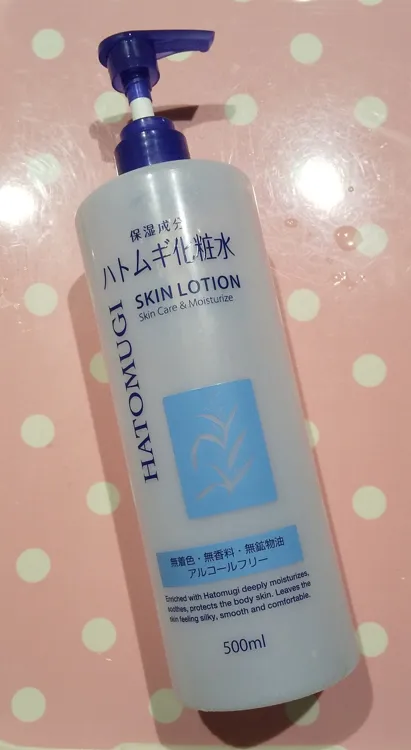 保湿成分
ハトムギ化粧水
SKIN LOTION
Skin Care & Moisturize
HATOMUGI
無着色・無香料・無鉱物油
アルコールフリー
Enriched with Hatomugi deeply moisturizes,
soothes, protects the body skin. Leaves the
skin feeling silky, smooth and comfortable.
500ml